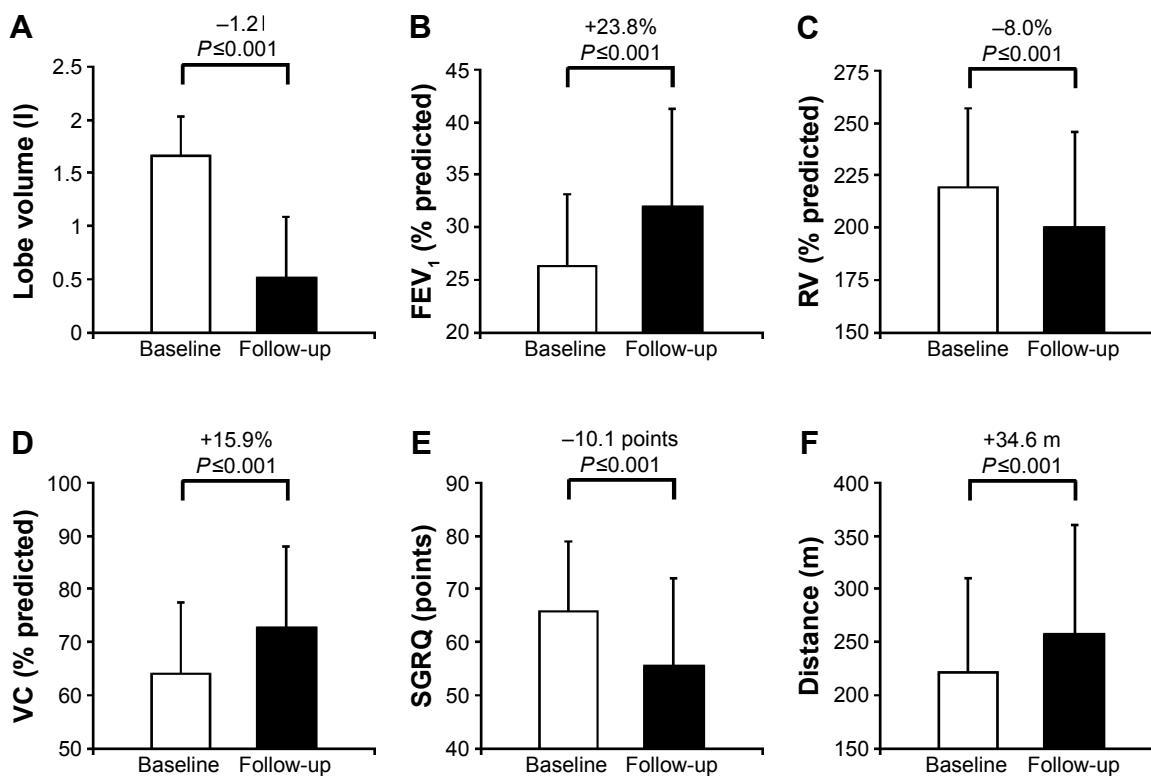 A
–1.2 l
P≤0.001
Lobe volume (l)
2.5
2
1.5
1
0.5
0
Baseline Follow-up
B
+23.8%
P≤0.001
FEV₁ (% predicted)
45
40
35
30
25
20
Baseline Follow-up
C
–8.0%
P≤0.001
RV (% predicted)
275
250
225
200
175
150
Baseline Follow-up
D
+15.9%
P≤0.001
VC (% predicted)
100
90
80
70
60
50
Baseline Follow-up
E
–10.1 points
P≤0.001
SGRQ (points)
90
80
70
60
50
40
Baseline Follow-up
F
+34.6 m
P≤0.001
Distance (m)
400
350
300
250
200
150
Baseline Follow-up